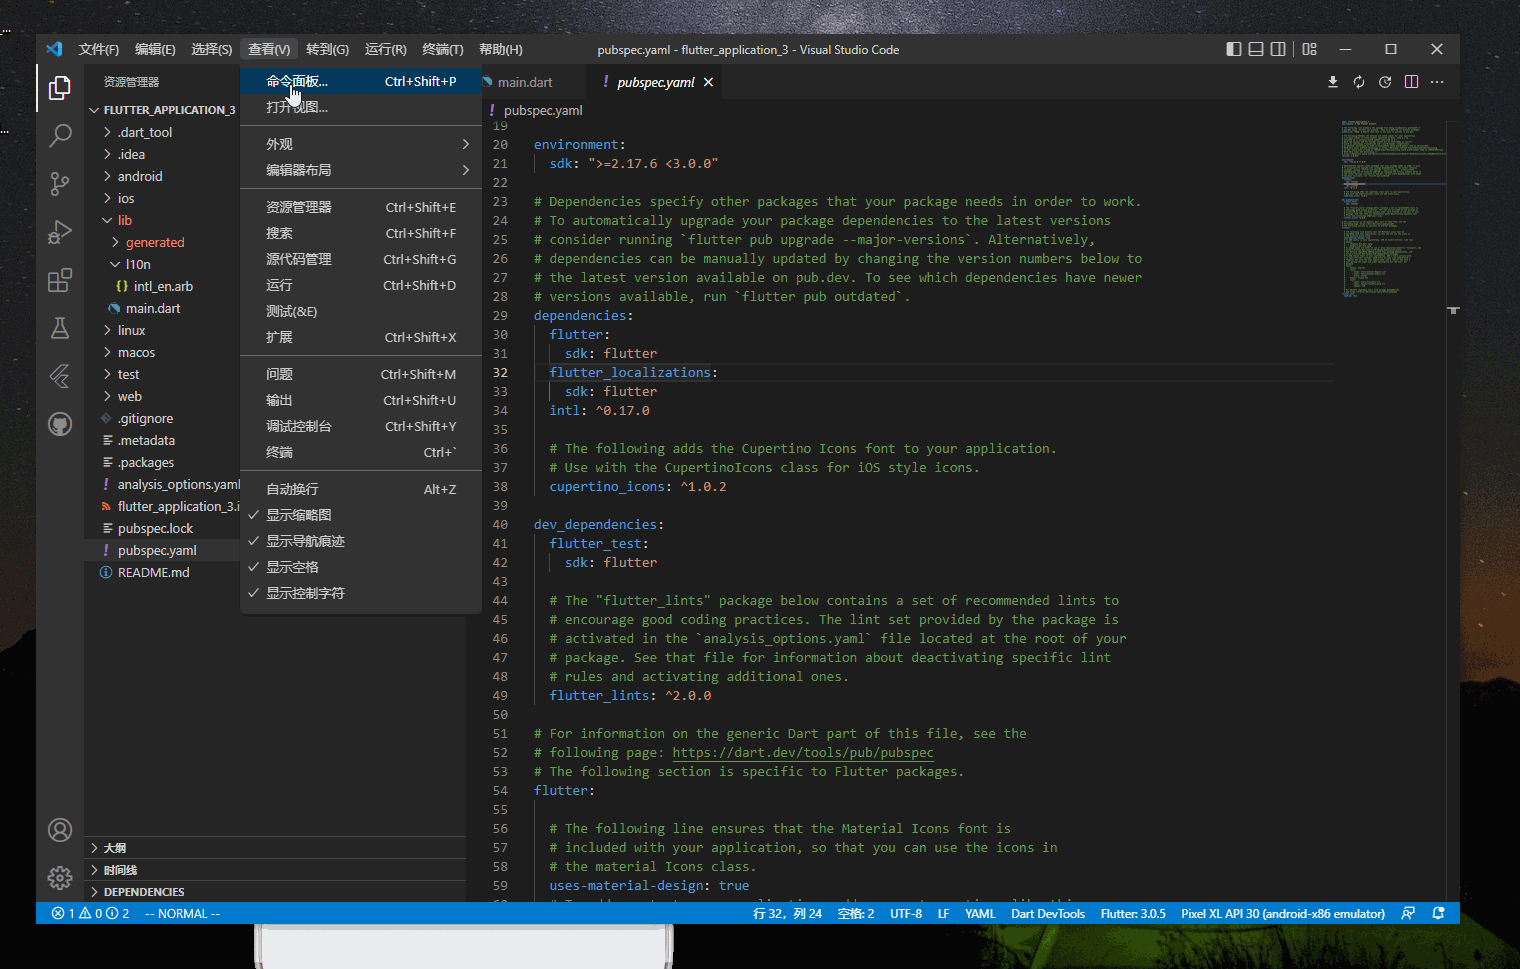 ...
...
文件(F) 编辑(E) 选择(S) 查看(V) 转到(G) 运行(R) 终端(T) 帮助(H) pubspec.yaml - flutter_application_3 - Visual Studio Code
资源管理器
FLUTTER_APPLICATION_3
.dart_tool
.idea
android
ios
lib
generated
l10n
{} intl_en.arb
main.dart
linux
macos
test
web
.gitignore
.metadata
.packages
! analysis_options.yaml
flutter_application_3.i
pubspec.lock
! pubspec.yaml
README.md
大纲
时间线
DEPENDENCIES
命令面板... Ctrl+Shift+P
打开视图...
外观
编辑器布局
资源管理器 Ctrl+Shift+E
搜索 Ctrl+Shift+F
源代码管理 Ctrl+Shift+G
运行 Ctrl+Shift+D
测试(&E)
扩展 Ctrl+Shift+X
问题 Ctrl+Shift+M
输出 Ctrl+Shift+U
调试控制台 Ctrl+Shift+Y
终端 Ctrl+`
自动换行 Alt+Z
显示缩略图
显示导航痕迹
显示空格
显示控制字符
main.dart ! pubspec.yaml
! pubspec.yaml
19
20 environment:
21 sdk: ">=2.17.6 <3.0.0"
22
23 # Dependencies specify other packages that your package needs in order to work.
24 # To automatically upgrade your package dependencies to the latest versions
25 # consider running `flutter pub upgrade --major-versions`. Alternatively,
26 # dependencies can be manually updated by changing the version numbers below to
27 # the latest version available on pub.dev. To see which dependencies have newer
28 # versions available, run `flutter pub outdated`.
29 dependencies:
30 flutter:
31 sdk: flutter
32 flutter_localizations:
33 sdk: flutter
34 intl: ^0.17.0
35
36 # The following adds the Cupertino Icons font to your application.
37 # Use with the CupertinoIcons class for iOS style icons.
38 cupertino_icons: ^1.0.2
39
40 dev_dependencies:
41 flutter_test:
42 sdk: flutter
43
44 # The "flutter_lints" package below contains a set of recommended lints to
45 # encourage good coding practices. The lint set provided by the package is
46 # activated in the `analysis_options.yaml` file located at the root of your
47 # package. See that file for information about deactivating specific lint
48 # rules and activating additional ones.
49 flutter_lints: ^2.0.0
50
51 # For information on the generic Dart part of this file, see the
52 # following page: https://dart.dev/tools/pub/pubspec
53 # The following section is specific to Flutter packages.
54 flutter:
55
56 # The following line ensures that the Material Icons font is
57 # included with your application, so that you can use the icons in
58 # the material Icons class.
59 uses-material-design: true
1 0 2 -- NORMAL -- 行 32，列 24 空格: 2 UTF-8 LF YAML Dart DevTools Flutter: 3.0.5 Pixel XL API 30 (android-x86 emulator)